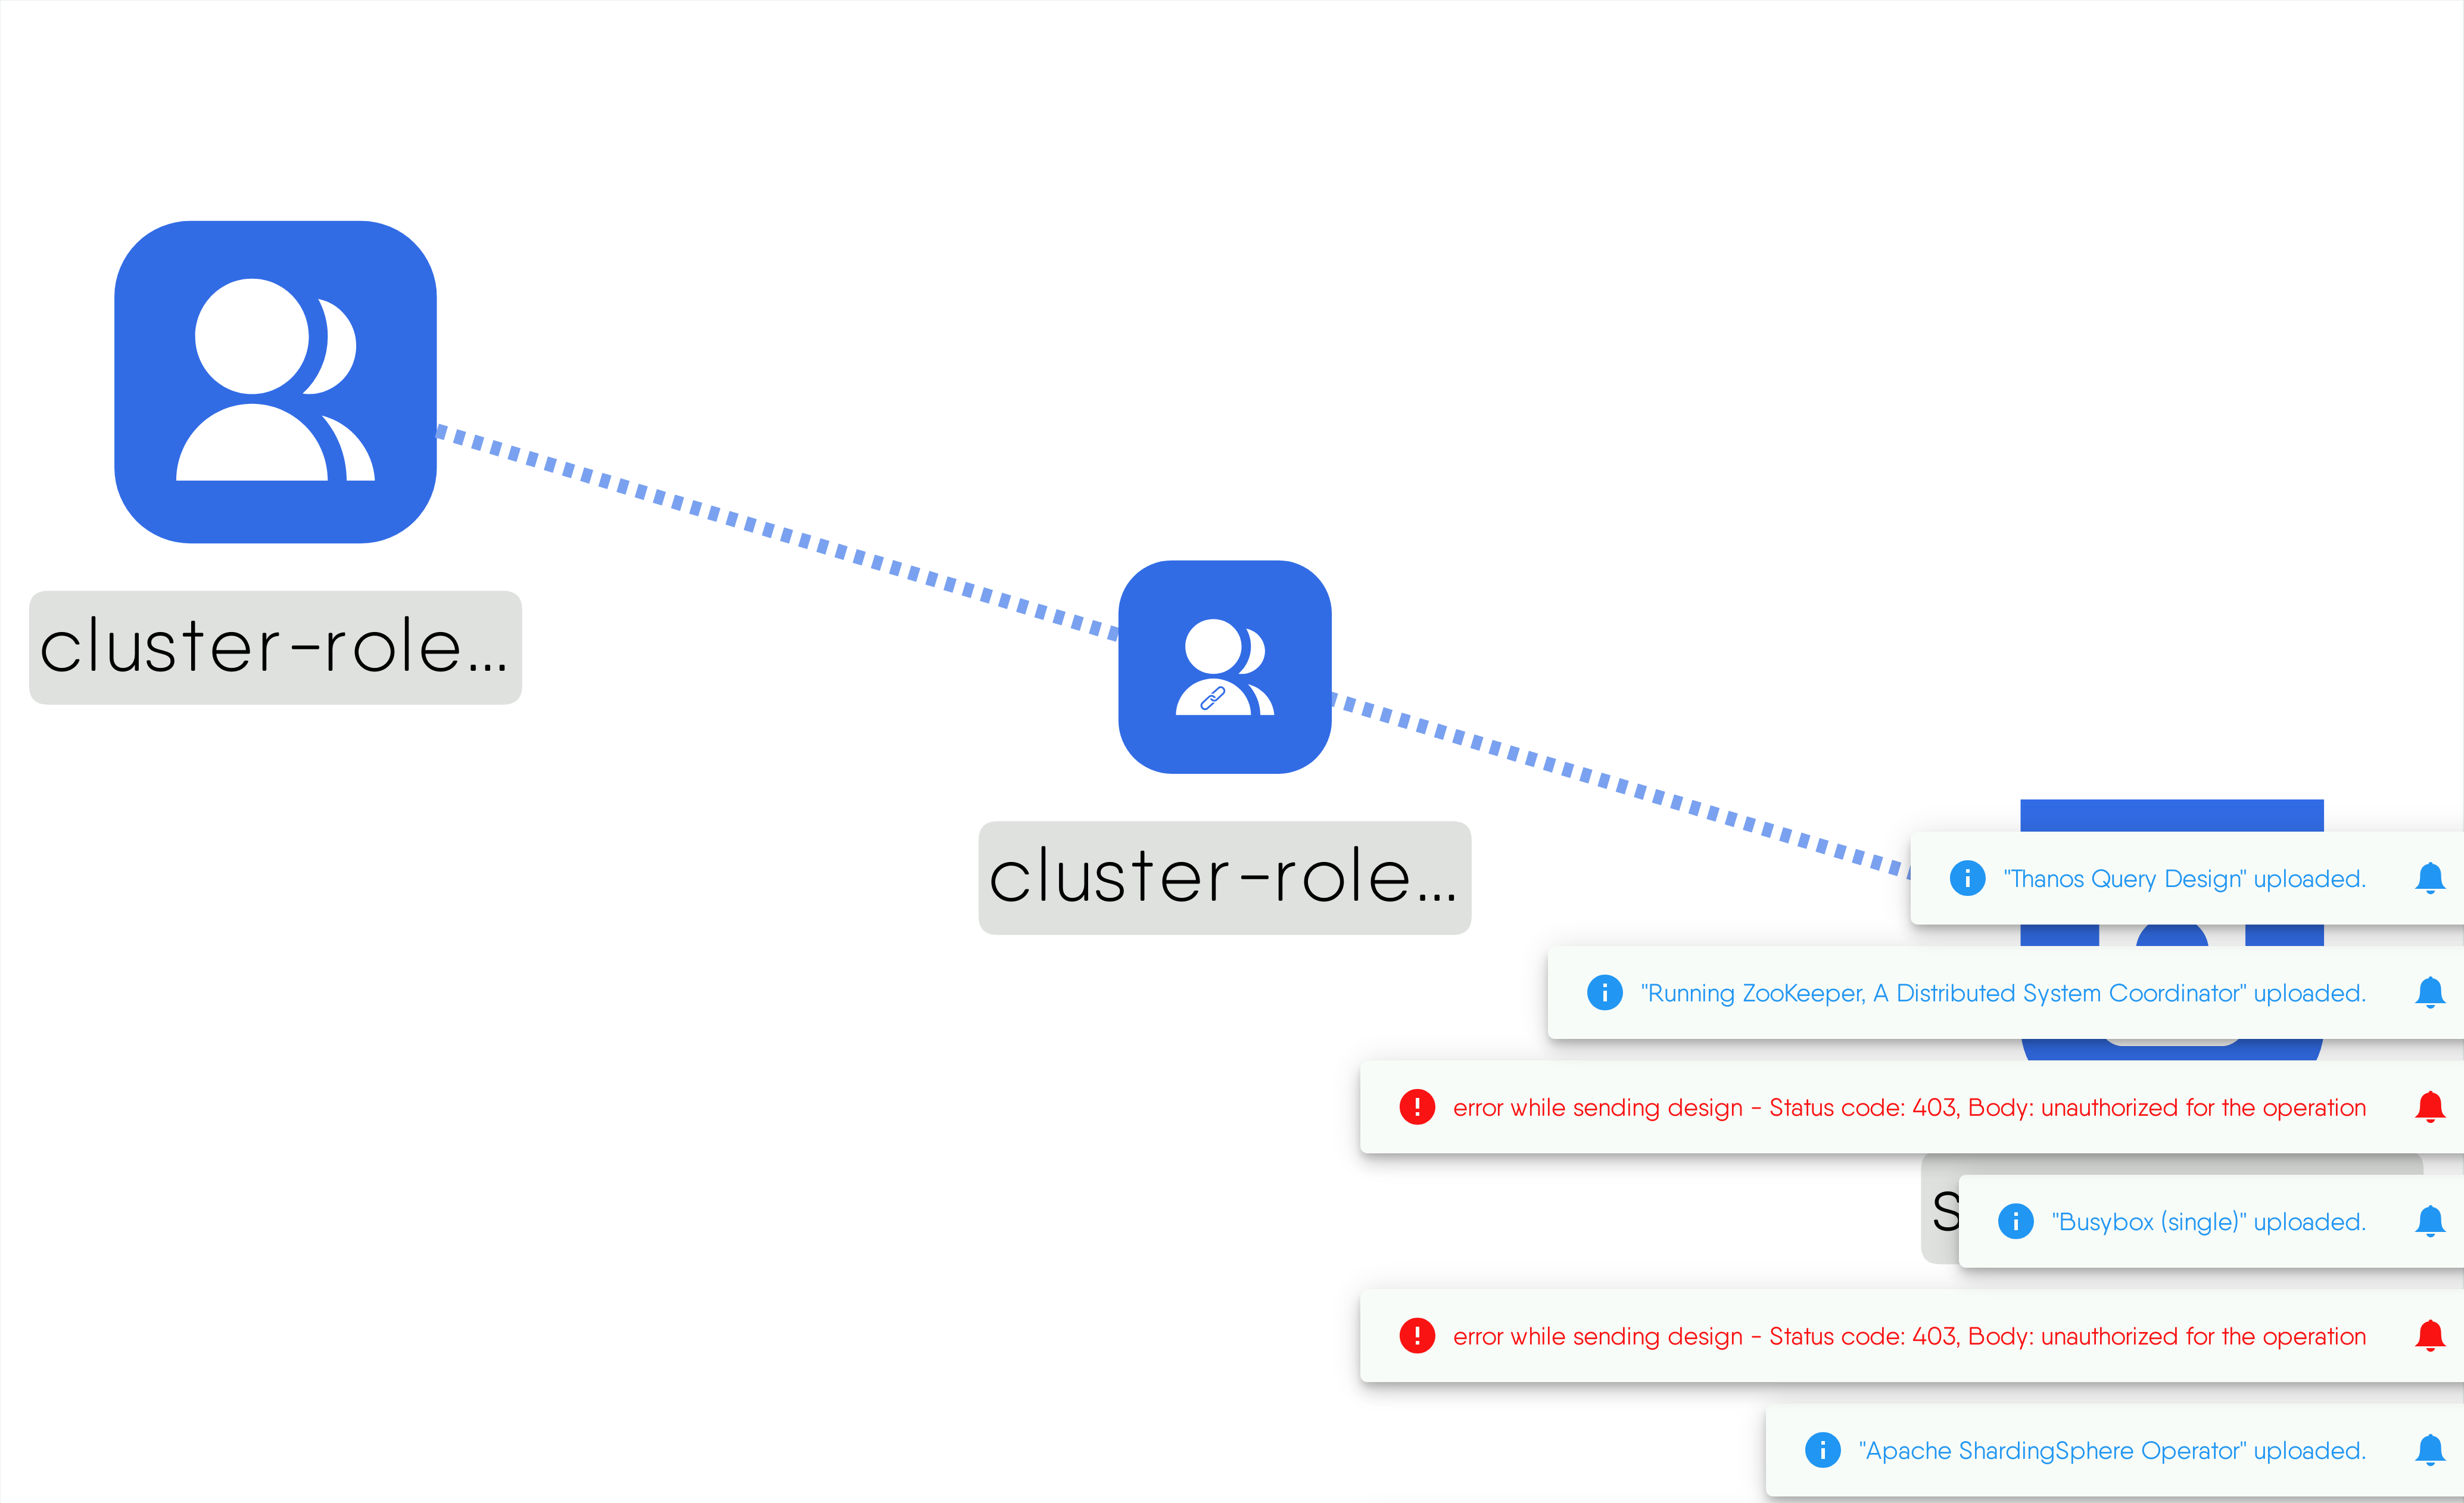 cluster-role...
cluster-role...
"Thanos Query Design" uploaded.
"Running ZooKeeper, A Distributed System Coordinator" uploaded.
error while sending design - Status code: 403, Body: unauthorized for the operation
s
"Busybox (single)" uploaded.
error while sending design - Status code: 403, Body: unauthorized for the operation
"Apache ShardingSphere Operator" uploaded.